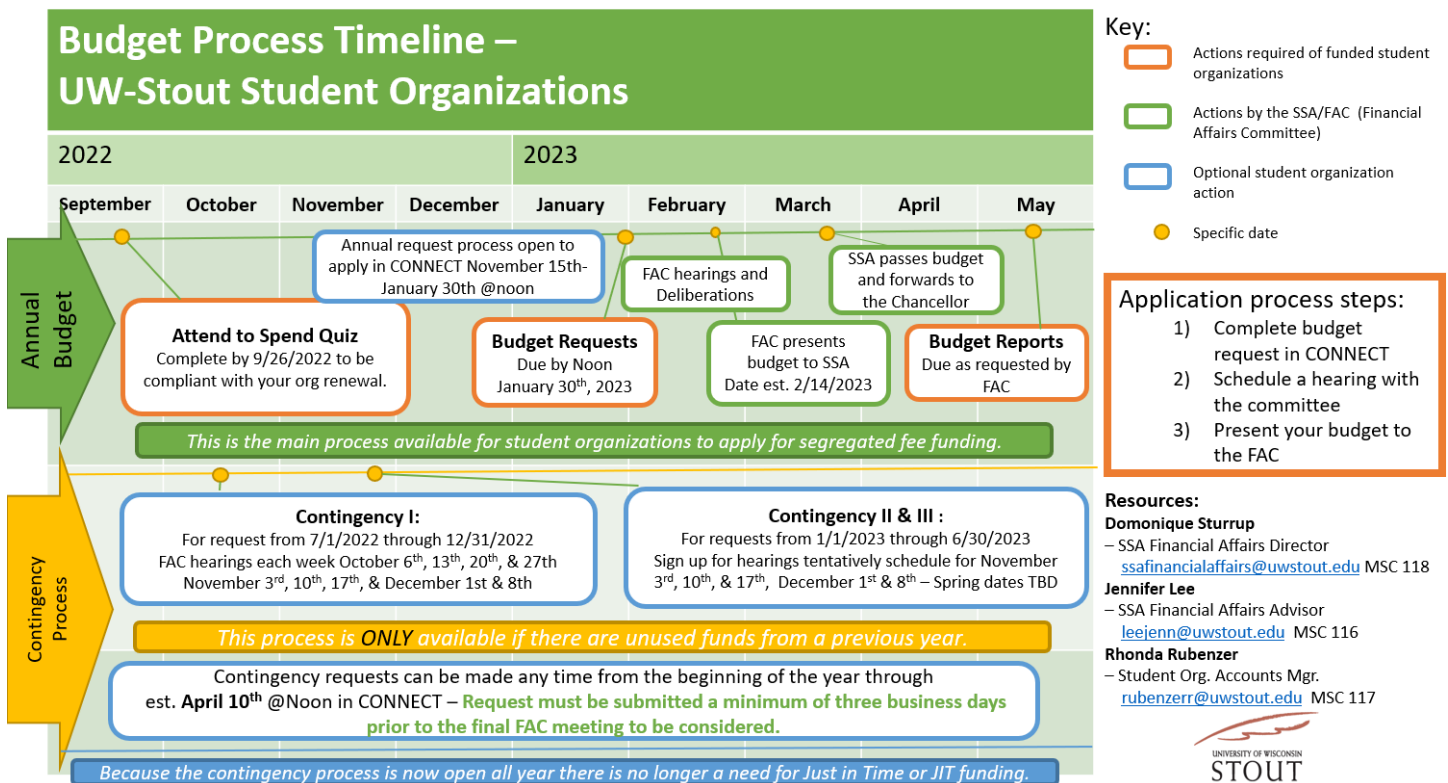 Budget Process Timeline –
UW-Stout Student Organizations
2022
2023
September
October
November
December
January
February
March
April
May
Annual
Budget
Annual request process open to
apply in CONNECT November 15th-
January 30th @noon
FAC hearings and
Deliberations
SSA passes budget
and forwards to
the Chancellor
Attend to Spend Quiz
Complete by 9/26/2022 to be
compliant with your org renewal.
Budget Requests
Due by Noon
January 30th, 2023
FAC presents
budget to SSA
Date est. 2/14/2023
Budget Reports
Due as requested by
FAC
This is the main process available for student organizations to apply for segregated fee funding.
Contingency
Process
Contingency I:
For request from 7/1/2022 through 12/31/2022
FAC hearings each week October 6th, 13th, 20th, & 27th
November 3rd, 10th, 17th, & December 1st & 8th
Contingency II & III :
For requests from 1/1/2023 through 6/30/2023
Sign up for hearings tentatively schedule for November
3rd, 10th, & 17th, December 1st & 8th – Spring dates TBD
This process is ONLY available if there are unused funds from a previous year.
Contingency requests can be made any time from the beginning of the year through
est. April 10th @Noon in CONNECT – Request must be submitted a minimum of three business days
prior to the final FAC meeting to be considered.
Because the contingency process is now open all year there is no longer a need for Just in Time or JIT funding.
Key:
Actions required of funded student
organizations
Actions by the SSA/FAC (Financial
Affairs Committee)
Optional student organization
action
Specific date
Application process steps:
1) Complete budget
request in CONNECT
2) Schedule a hearing with
the committee
3) Present your budget to
the FAC
Resources:
Domonique Sturrup
– SSA Financial Affairs Director
ssafinancialaffairs@uwstout.edu MSC 118
Jennifer Lee
– SSA Financial Affairs Advisor
leejenn@uwstout.edu MSC 116
Rhonda Rubenzer
– Student Org. Accounts Mgr.
rubenzerr@uwstout.edu MSC 117
UNIVERSITY OF WISCONSIN
STOUT